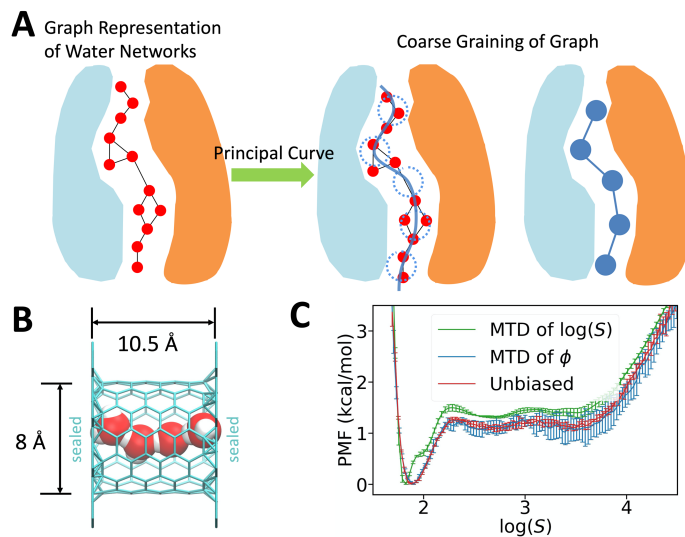 A
Graph Representation
of Water Networks
Coarse Graining of Graph
Principal Curve
B
10.5 Å
8 Å
sealed
sealed
C
MTD of log(S)
MTD of ϕ
Unbiased
PMF (kcal/mol)
3
2
1
0
2
3
4
log(S)